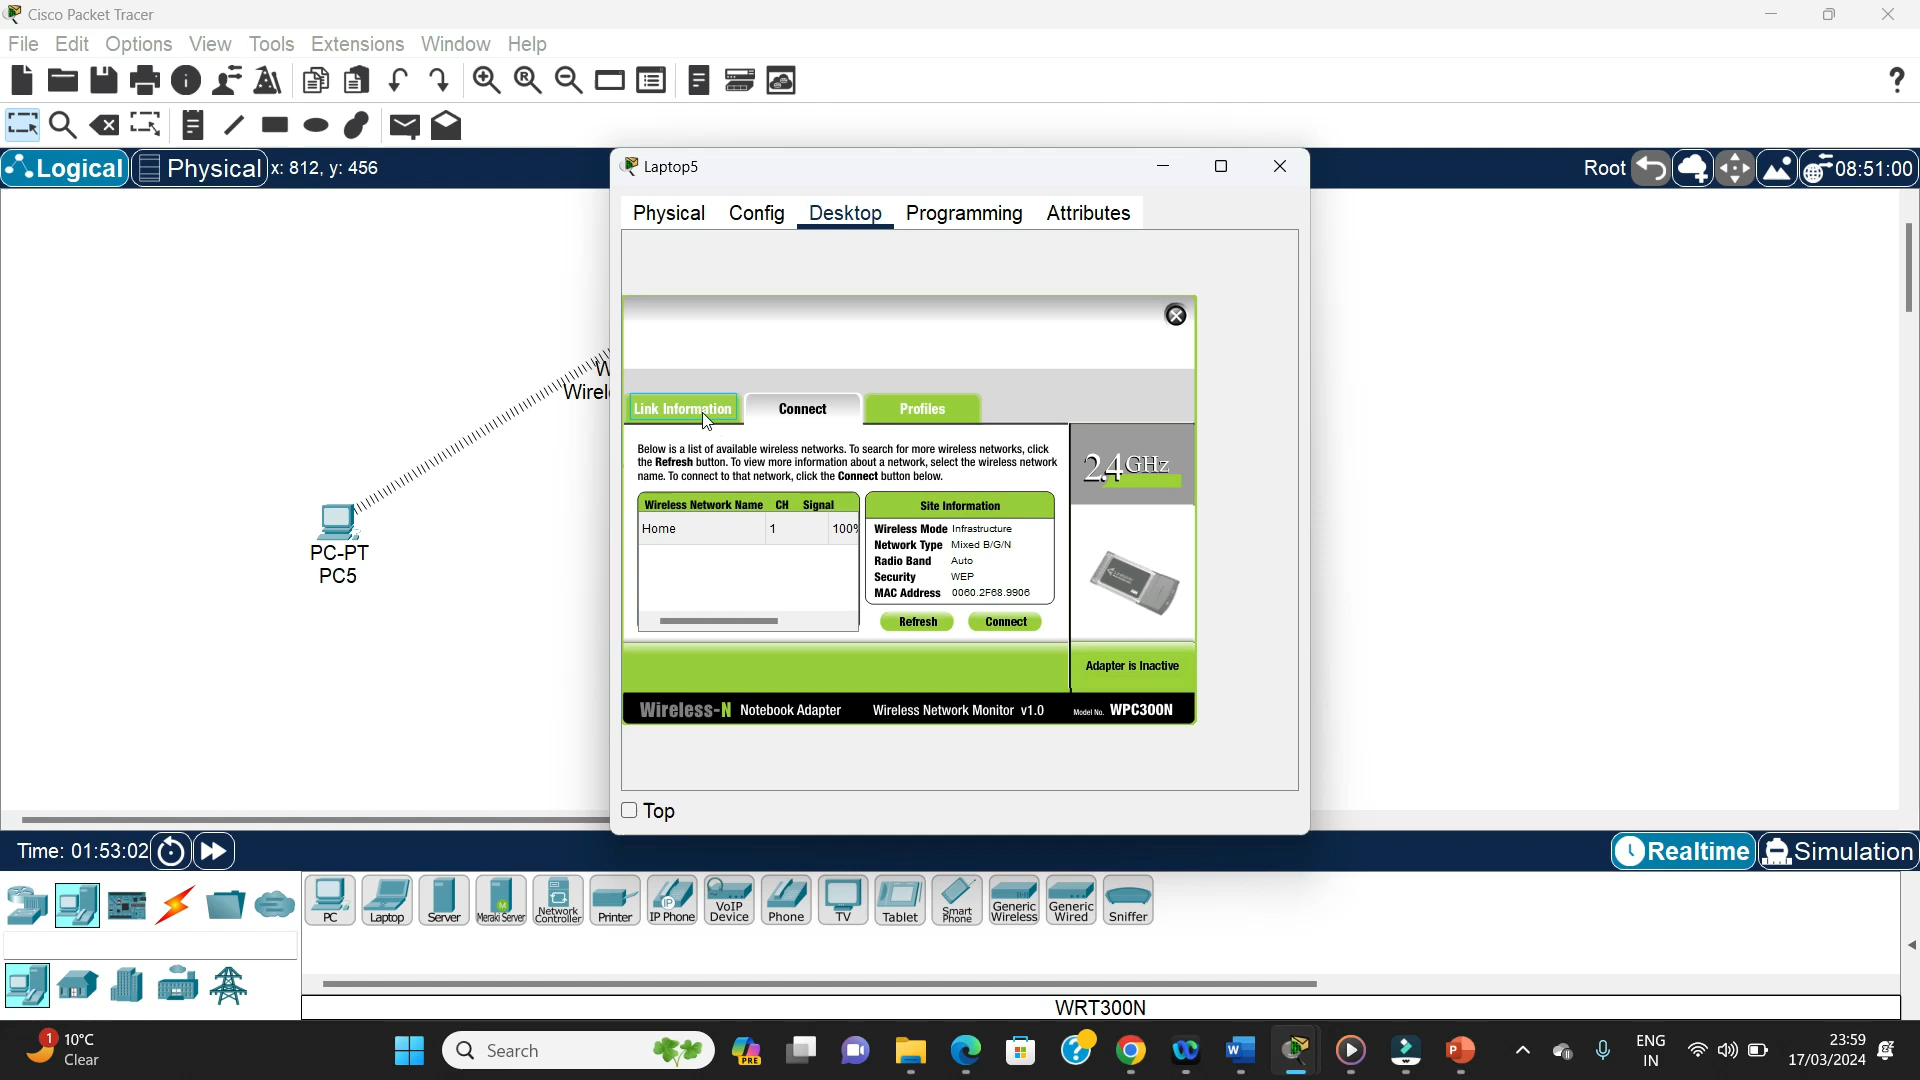 Cisco Packet Tracer
File Edit Options View Tools Extensions Window Help
Logical Physical x: 812, y: 456
Root 08:51:00
Laptop5
Physical Config Desktop Programming Attributes
Link Information Connect Profiles
Below is a list of available wireless networks. To search for more wireless networks, click
the Refresh button. To view more information about a network, select the wireless network
name. To connect to that network, click the Connect button below.
2.4GHz
Wireless Network Name CH Signal
Home 1 100%
Site Information
Wireless Mode Infrastructure
Network Type Mixed B/G/N
Radio Band Auto
Security WEP
MAC Address 0060.2F68.9906
Refresh Connect
Adapter is Inactive
Wireless-N Notebook Adapter Wireless Network Monitor v1.0 Model No. WPC300N
Top
PC-PT
PC5
Time: 01:53:02
Realtime Simulation
PC
Laptop
Server
Meraki Server
Network Controller
Printer
IP Phone
VoIP Device
Phone
TV
Tablet
Smart Phone
Generic Wireless
Generic Wired
Sniffer
WRT300N
1
10°C
Clear
Search
PRE
ENG
IN
23:59
17/03/2024